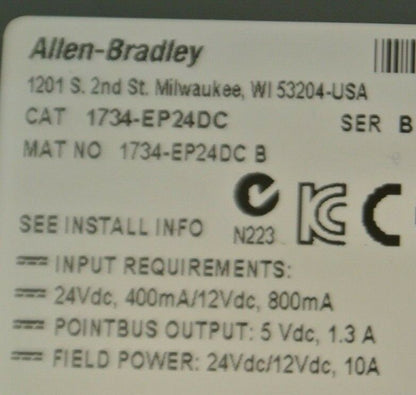 Allen-Bradley
1201 S. 2nd St. Milwaukee, WI 53204-USA
CAT 1734-EP24DC SER B
MAT NO 1734-EP24DC B
SEE INSTALL INFO N223
INPUT REQUIREMENTS:
24Vdc, 400mA/12Vdc, 800mA
POINTBUS OUTPUT: 5 Vdc, 1.3 A
FIELD POWER: 24Vdc/12Vdc, 10A